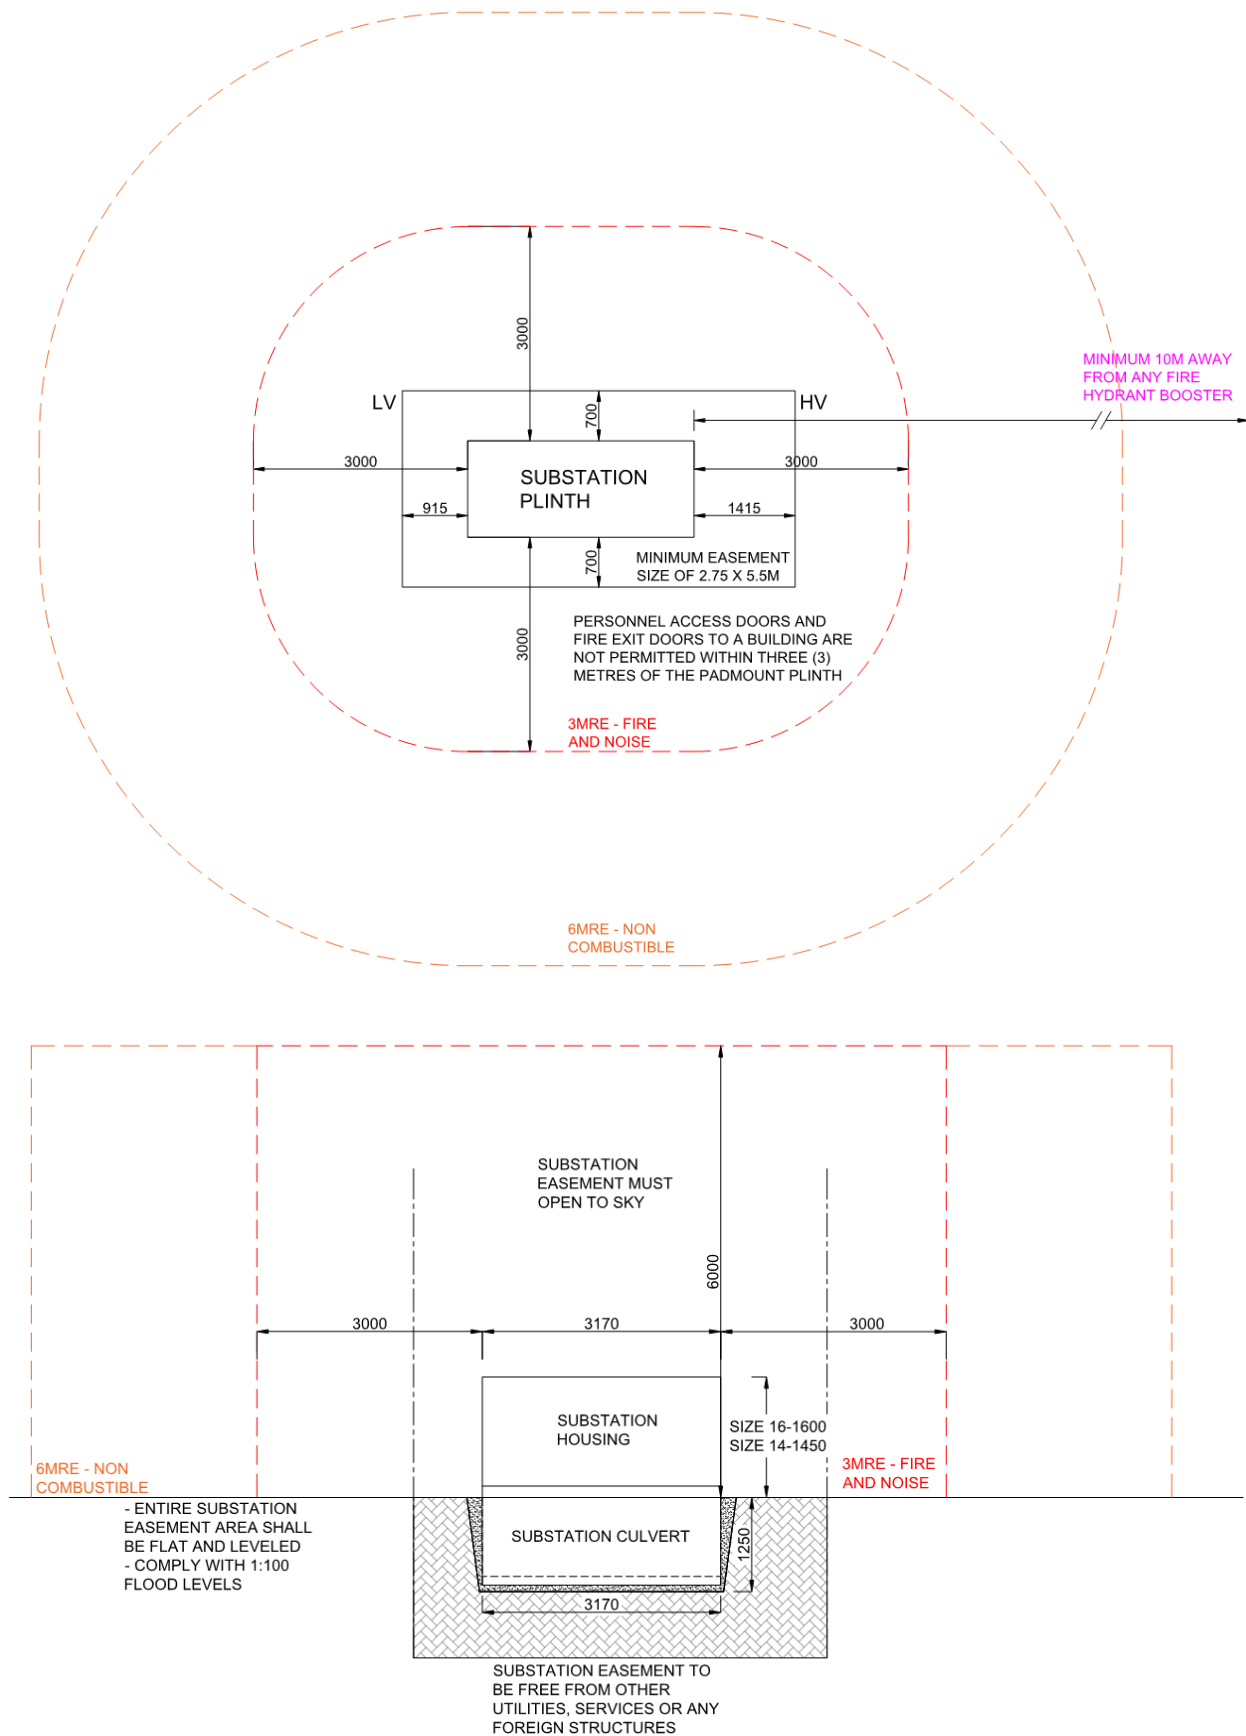 3000
MINIMUM 10M AWAY
FROM ANY FIRE
HYDRANT BOOSTER
LV
HV
700
3000
3000
SUBSTATION
PLINTH
915
1415
700
MINIMUM EASEMENT
SIZE OF 2.75 X 5.5M
3000
PERSONNEL ACCESS DOORS AND
FIRE EXIT DOORS TO A BUILDING ARE
NOT PERMITTED WITHIN THREE (3)
METRES OF THE PADMOUNT PLINTH
3MRE - FIRE
AND NOISE
6MRE - NON
COMBUSTIBLE
SUBSTATION
EASEMENT MUST
OPEN TO SKY
6000
3000
3170
3000
SUBSTATION
HOUSING
SIZE 16-1600
SIZE 14-1450
6MRE - NON
COMBUSTIBLE
3MRE - FIRE
AND NOISE
- ENTIRE SUBSTATION
EASEMENT AREA SHALL
BE FLAT AND LEVELED
- COMPLY WITH 1:100
FLOOD LEVELS
SUBSTATION CULVERT
1250
3170
SUBSTATION EASEMENT TO
BE FREE FROM OTHER
UTILITIES, SERVICES OR ANY
FOREIGN STRUCTURES